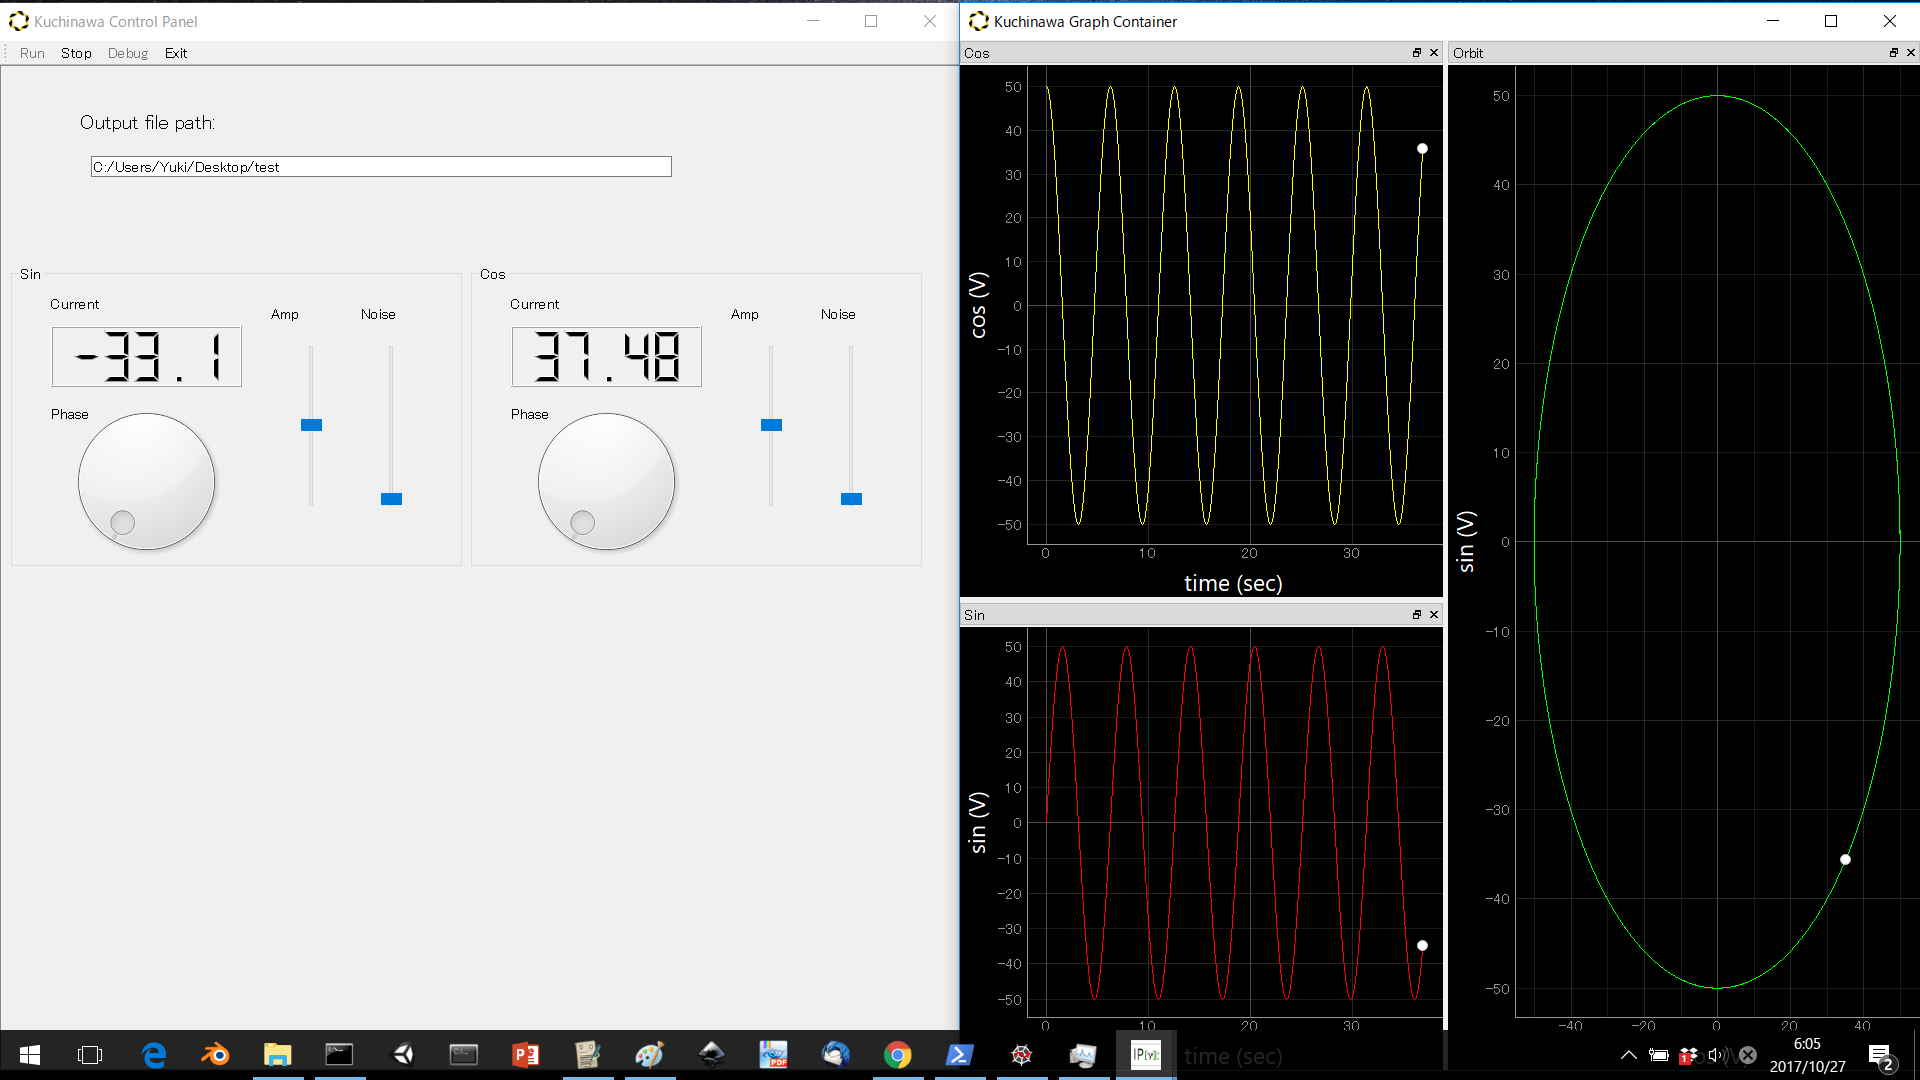 Kuchinawa Control Panel
Run Stop Debug Exit
Output file path:
C:/Users/Yuki/Desktop/test
Sin
Current
Amp
Noise
-33.1
Phase
Cos
Current
Amp
Noise
37.48
Phase
Kuchinawa Graph Container
Cos
50
40
30
20
10
0
−10
−20
−30
−40
−50
cos (V)
0 10 20 30
time (sec)
Sin
50
40
30
20
10
0
−10
−20
−30
−40
−50
sin (V)
0 10 20 30
time (sec)
Orbit
50
40
30
20
10
0
−10
−20
−30
−40
−50
sin (V)
−40 −20 0 20 40
PDF
IP[y]:
1
6:05
2017/10/27
2